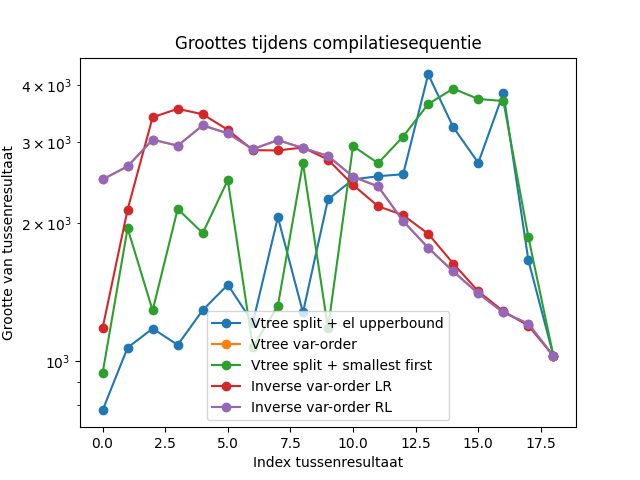 Groottes tijdens compilatiesequentie
Grootte van tussenresultaat
4 × 10³
3 × 10³
2 × 10³
10³
Vtree split + el upperbound
Vtree var-order
Vtree split + smallest first
Inverse var-order LR
Inverse var-order RL
0.0 2.5 5.0 7.5 10.0 12.5 15.0 17.5
Index tussenresultaat